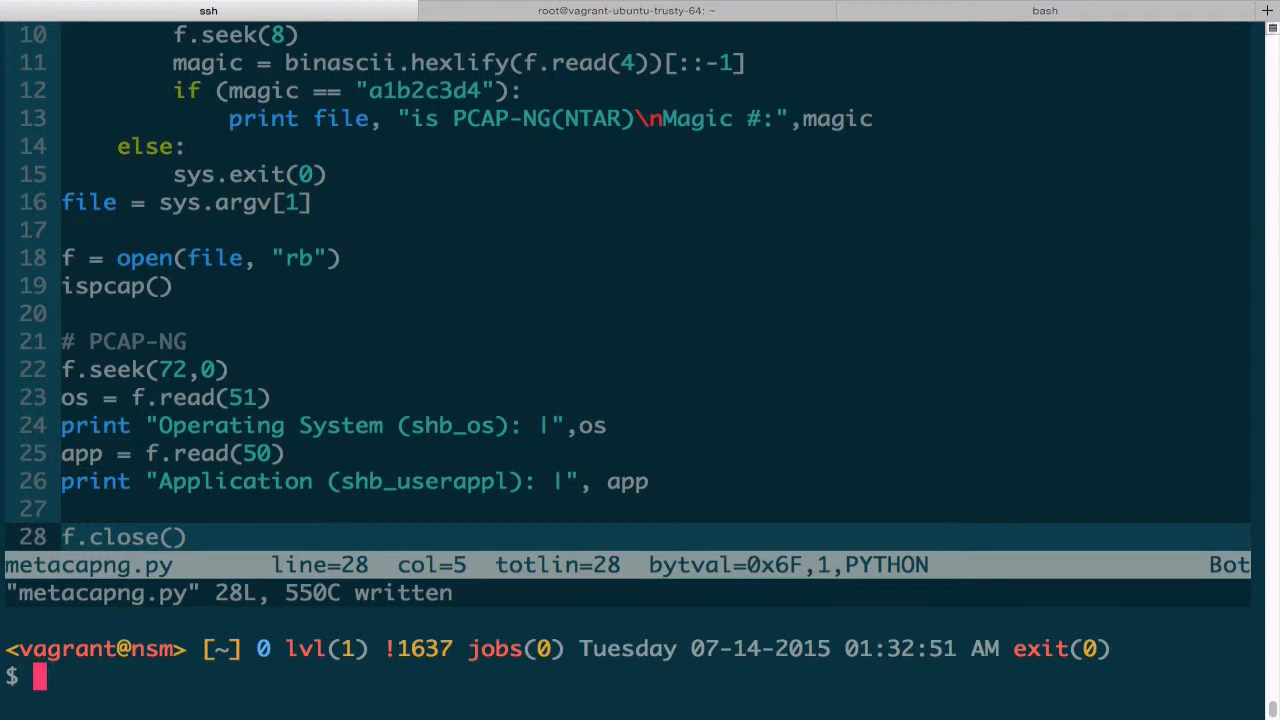 ssh
root@vagrant-ubuntu-trusty-64: ~
bash
+
10 f.seek(8)
11 magic = binascii.hexlify(f.read(4))[::-1]
12 if (magic == "a1b2c3d4"):
13 print file, "is PCAP-NG(NTAR)\nMagic #:",magic
14 else:
15 sys.exit(0)
16 file = sys.argv[1]
17
18 f = open(file, "rb")
19 ispcap()
20
21 # PCAP-NG
22 f.seek(72,0)
23 os = f.read(51)
24 print "Operating System (shb_os): |",os
25 app = f.read(50)
26 print "Application (shb_userappl): |", app
27
28 f.close()
metacapng.py line=28 col=5 totlin=28 bytval=0x6F,1,PYTHON Bot
"metacapng.py" 28L, 550C written
<vagrant@nsm> [~] 0 lvl(1) !1637 jobs(0) Tuesday 07-14-2015 01:32:51 AM exit(0)
$